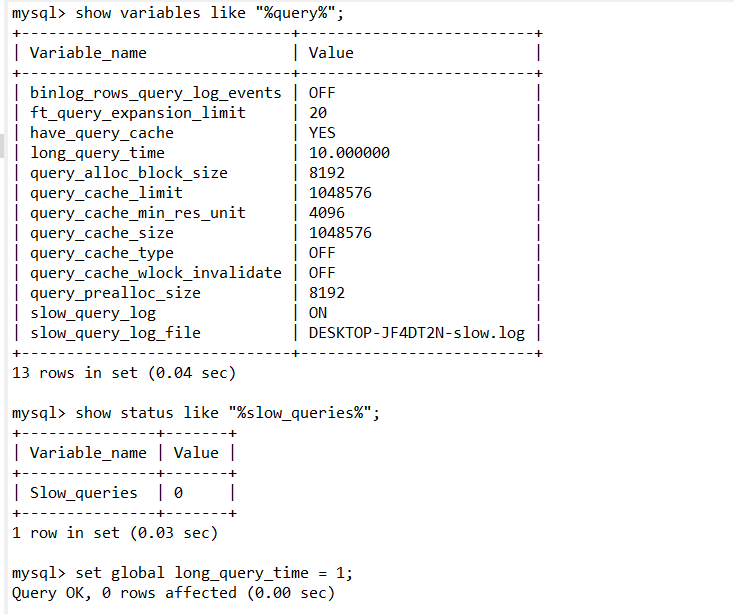 mysql> show variables like "%query%";
+------------------------------+--------------------------+
| Variable_name                | Value                    |
+------------------------------+--------------------------+
| binlog_rows_query_log_events | OFF                      |
| ft_query_expansion_limit     | 20                       |
| have_query_cache             | YES                      |
| long_query_time              | 10.000000                |
| query_alloc_block_size       | 8192                     |
| query_cache_limit            | 1048576                  |
| query_cache_min_res_unit     | 4096                     |
| query_cache_size             | 1048576                  |
| query_cache_type             | OFF                      |
| query_cache_wlock_invalidate | OFF                      |
| query_prealloc_size          | 8192                     |
| slow_query_log               | ON                       |
| slow_query_log_file          | DESKTOP-JF4DT2N-slow.log |
+------------------------------+--------------------------+
13 rows in set (0.04 sec)

mysql> show status like "%slow_queries%";
+---------------+-------+
| Variable_name | Value |
+---------------+-------+
| Slow_queries  | 0     |
+---------------+-------+
1 row in set (0.03 sec)

mysql> set global long_query_time = 1;
Query OK, 0 rows affected (0.00 sec)